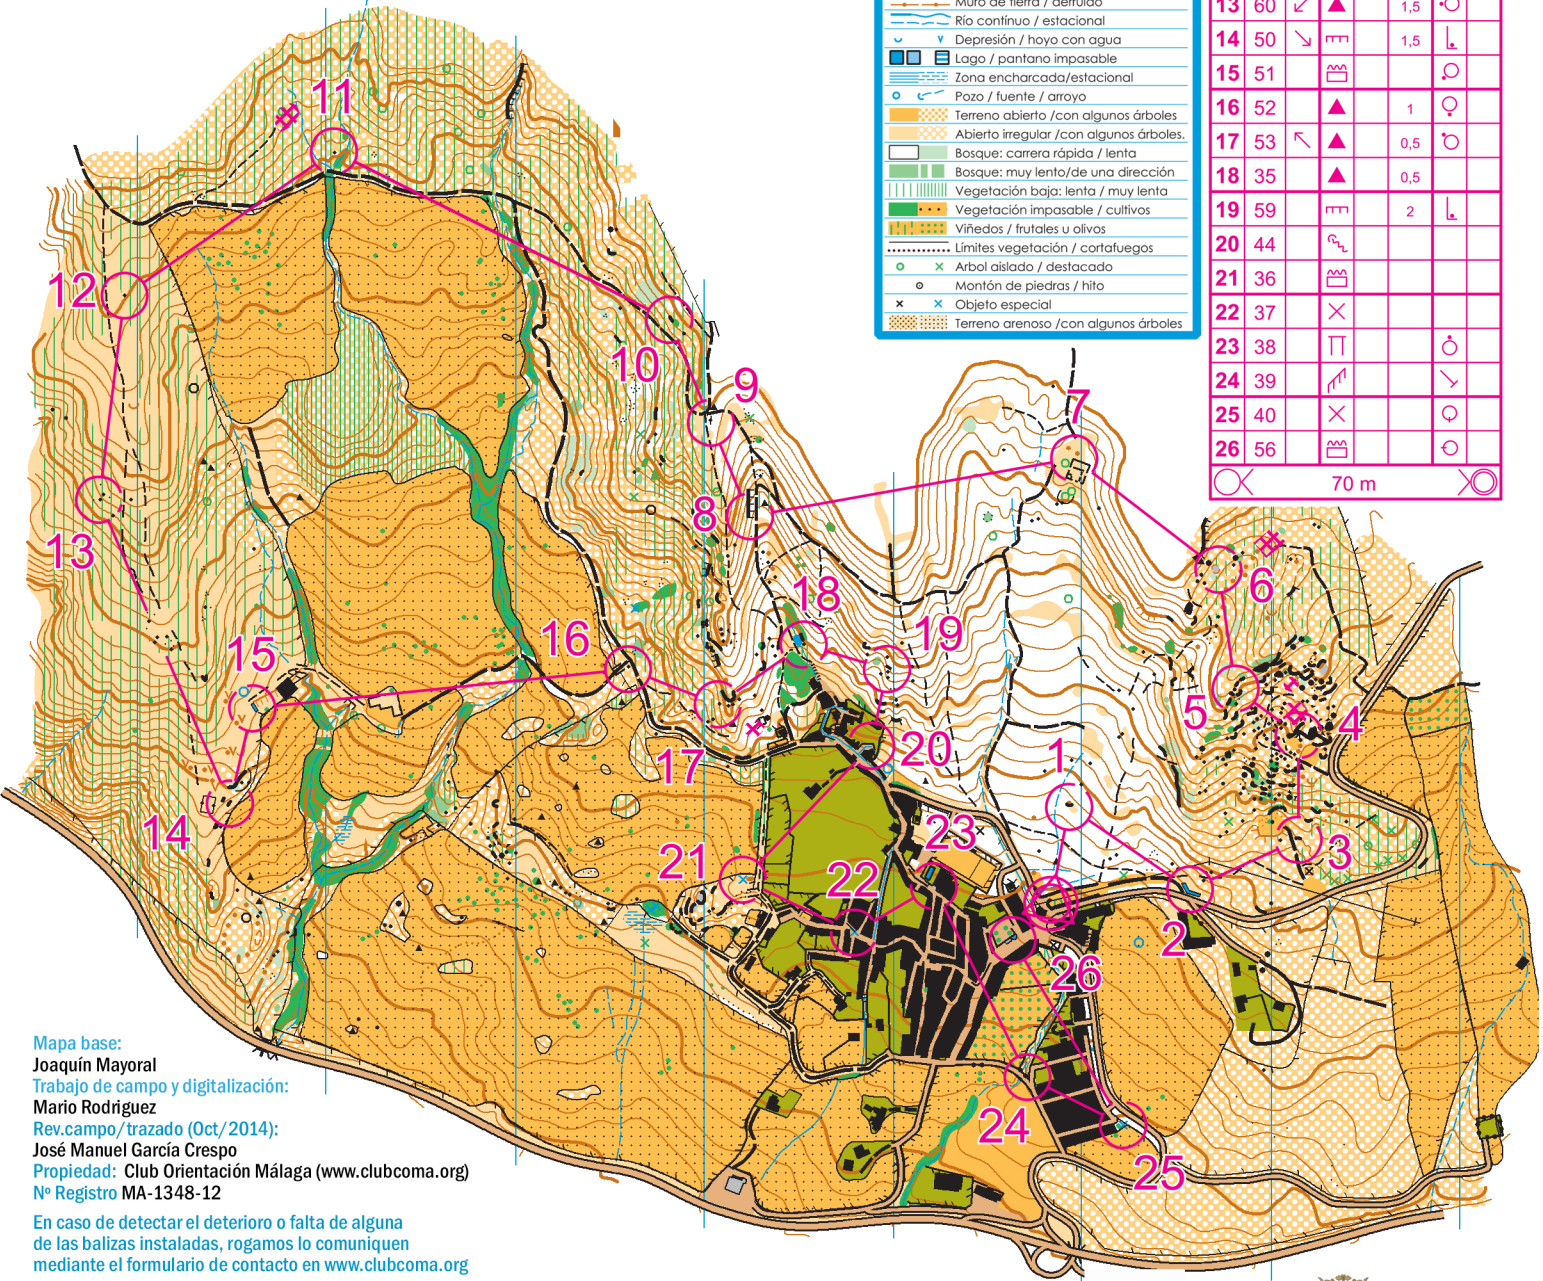 Muro de tierra / derruido
Río contínuo / estacional
Depresión / hoyo con agua
Lago / pantano impasable
Zona encharcada/estacional
Pozo / fuente / arroyo
Terreno abierto /con algunos árboles
Abierto irregular /con algunos árboles.
Bosque: carrera rápida / lenta
Bosque: muy lento/de una dirección
Vegetación baja: lenta / muy lenta
Vegetación impasable / cultivos
Viñedos / frutales u olivos
Límites vegetación / cortafuegos
Arbol aislado / destacado
Montón de piedras / hito
Objeto especial
Terreno arenoso /con algunos árboles
13 60 1,5
14 50 1,5
15 51
16 52 1
17 53 0,5
18 35 0,5
19 59 2
20 44
21 36
22 37
23 38
24 39
25 40
26 56
70 m
11
12
10
9
7
8
13
6
18
16
19
15
5
4
17
20
1
14
23
21
22
3
2
26
24
25
Mapa base:
Joaquín Mayoral
Trabajo de campo y digitalización:
Mario Rodriguez
Rev.campo/trazado (Oct/2014):
José Manuel García Crespo
Propiedad: Club Orientación Málaga (www.clubcoma.org)
Nº Registro MA-1348-12
En caso de detectar el deterioro o falta de alguna
de las balizas instaladas, rogamos lo comuniquen
mediante el formulario de contacto en www.clubcoma.org